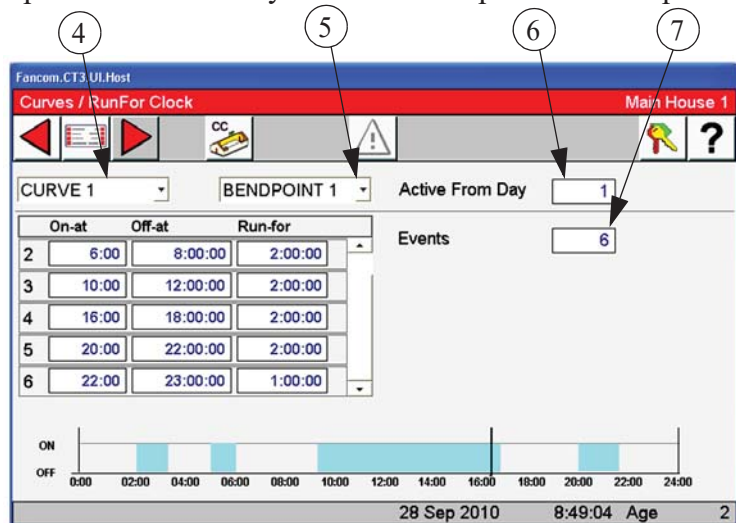 4 5 6 7
Fancom.CT3.UI.Host
Curves / RunFor Clock Main House 1
CC ?
CURVE 1 BENDPOINT 1 Active From Day 1
On-at Off-at Run-for
Events 6
2 6:00 8:00:00 2:00:00
3 10:00 12:00:00 2:00:00
4 16:00 18:00:00 2:00:00
5 20:00 22:00:00 2:00:00
6 22:00 23:00:00 1:00:00
ON
OFF
0:00 02:00 04:00 06:00 08:00 10:00 12:00 14:00 16:00 18:00 20:00 22:00 24:00
28 Sep 2010 8:49:04 Age 2